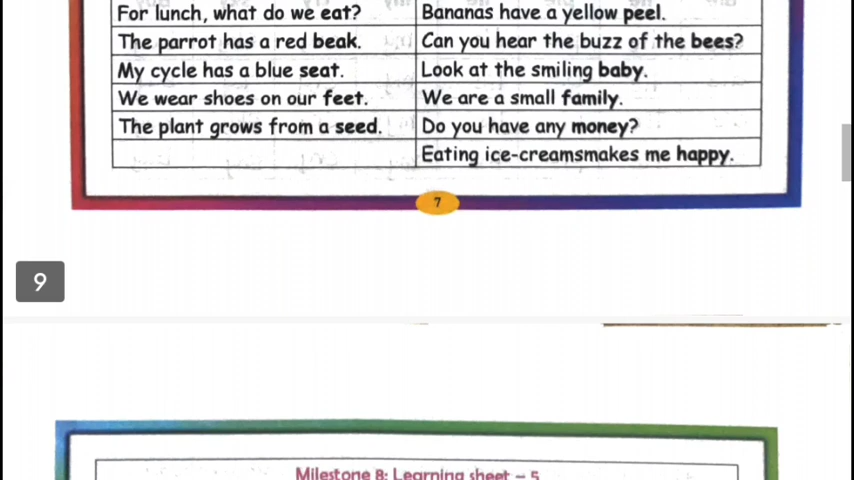 For lunch, what do we eat?
Bananas have a yellow peel.
The parrot has a red beak.
Can you hear the buzz of the bees?
My cycle has a blue seat.
Look at the smiling baby.
We wear shoes on our feet.
We are a small family.
The plant grows from a seed.
Do you have any money?
Eating ice-creamsmakes me happy.
7
9
Milestone 8: Learning sheet - 5